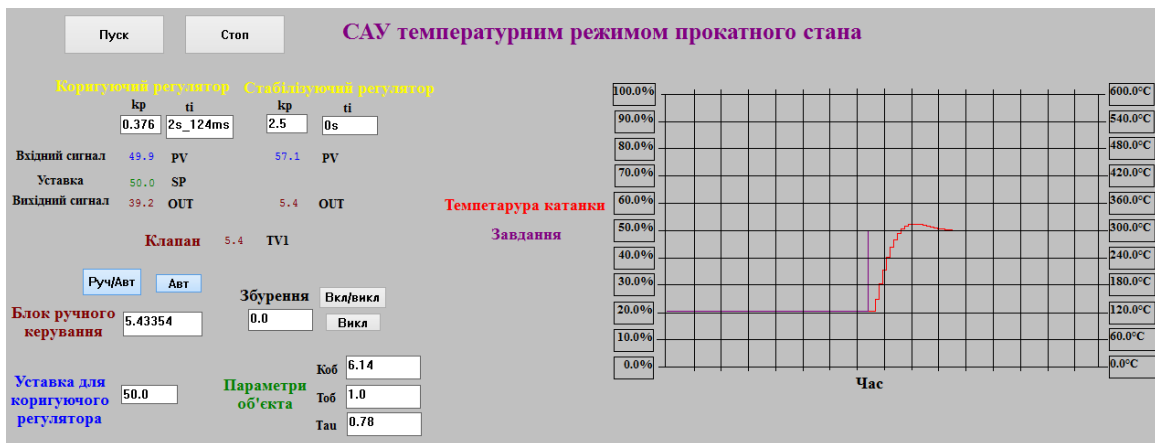 Пуск
Стоп
САУ температурним режимом прокатного стана
Коригуючий регулятор
Стабілізуючий регулятор
kp ti kp ti
0.376 2s_124ms 2.5 0s
Вхідний сигнал 49.9 PV 57.1 PV
Уставка 50.0 SP
Вихідний сигнал 39.2 OUT 5.4 OUT
Клапан 5.4 TV1
Руч/Авт Авт
Блок ручного
керування
5.43354
Збурення Вкл/викл
0.0 Викл
Уставка для
коригуючого
регулятора
50.0
Параметри
об'єкта
Коб 6.14
Тоб 1.0
Tau 0.78
Темпетарура катанки
Завдання
100.0% 600.0°C
90.0% 540.0°C
80.0% 480.0°C
70.0% 420.0°C
60.0% 360.0°C
50.0% 300.0°C
40.0% 240.0°C
30.0% 180.0°C
20.0% 120.0°C
10.0% 60.0°C
0.0% 0.0°C
Час